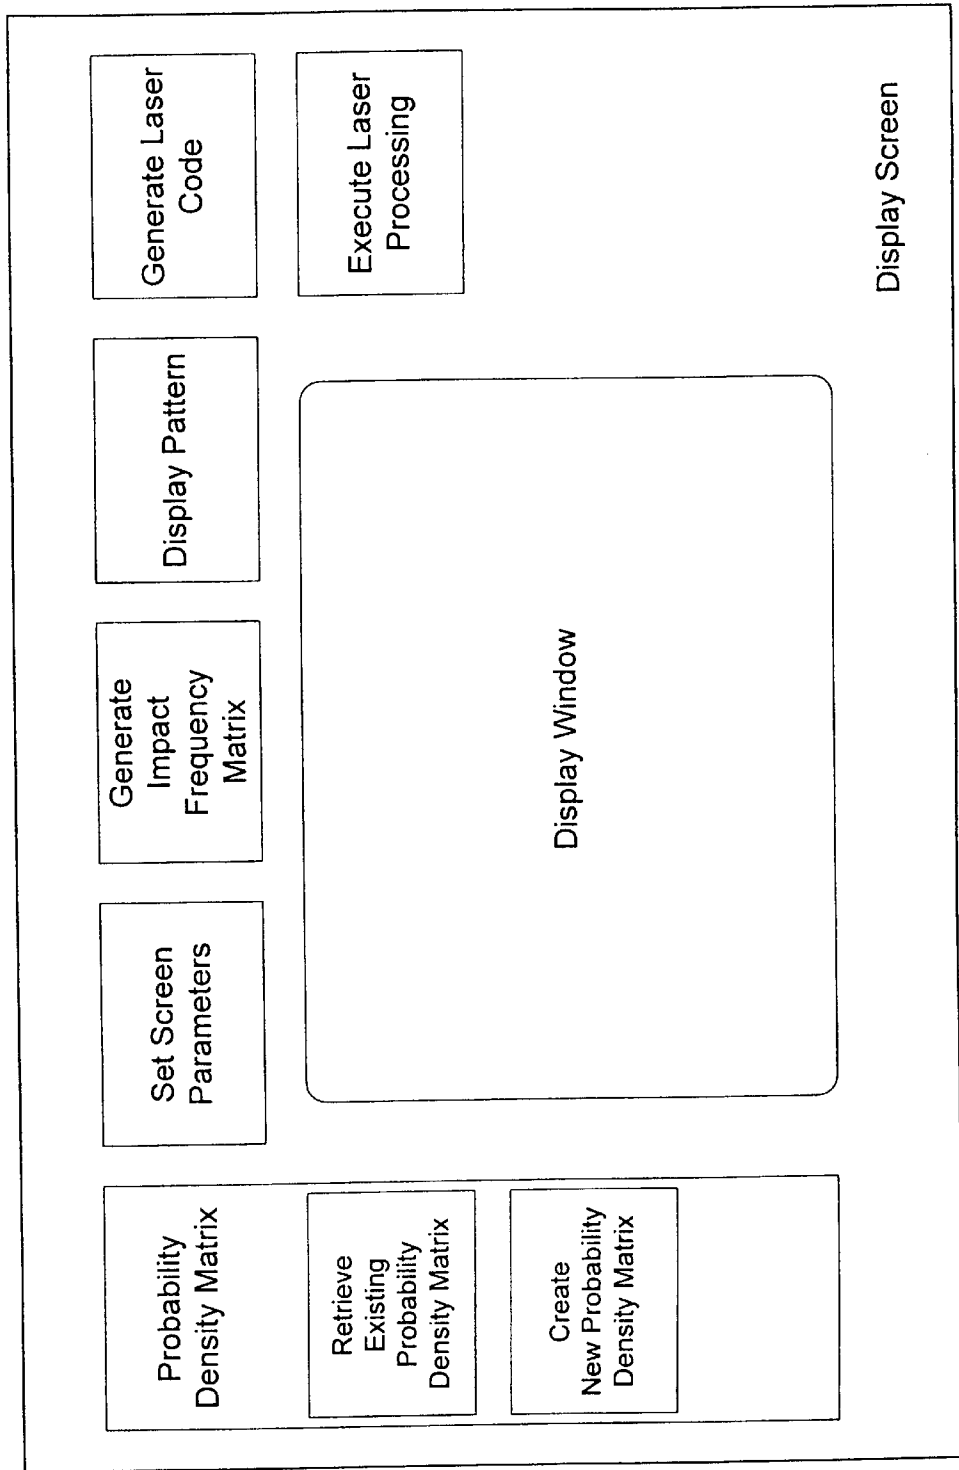 Probability
Density Matrix
Retrieve
Existing
Probability
Density Matrix
Create
New Probability
Density Matrix
Set Screen
Parameters
Generate
Impact
Frequency
Matrix
Display Pattern
Generate Laser
Code
Execute Laser
Processing
Display Window
Display Screen